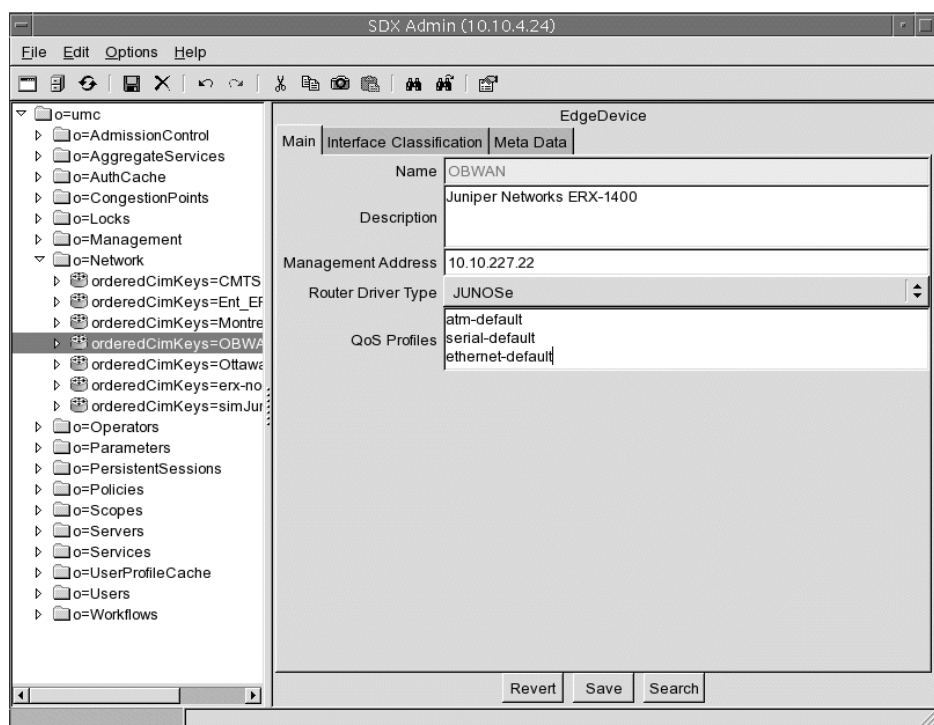 SDX Admin (10.10.4.24)
File Edit Options Help
o=umc
o=AdmissionControl
o=AggregateServices
o=AuthCache
o=CongestionPoints
o=Locks
o=Management
o=Network
orderedCimKeys=CMTS
orderedCimKeys=Ent_EF
orderedCimKeys=Montre
orderedCimKeys=OBWA
orderedCimKeys=Ottawa
orderedCimKeys=erx-no
orderedCimKeys=simJur
o=Operators
o=Parameters
o=PersistentSessions
o=Policies
o=Scopes
o=Servers
o=Services
o=UserProfileCache
o=Users
o=Workflows
EdgeDevice
Main Interface Classification Meta Data
Name OBWAN
Description Juniper Networks ERX-1400
Management Address 10.10.227.22
Router Driver Type JUNOSe
QoS Profiles atm-default
serial-default
ethernet-default
Revert Save Search